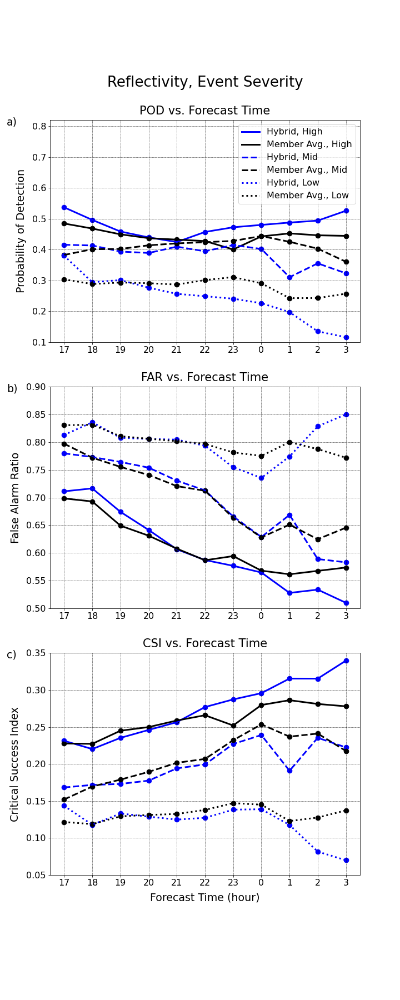 Reflectivity, Event Severity
POD vs. Forecast Time
a)
0.8
0.7
0.6
0.5
0.4
0.3
0.2
0.1
Probability of Detection
Hybrid, High
Member Avg., High
Hybrid, Mid
Member Avg., Mid
Hybrid, Low
Member Avg., Low
17 18 19 20 21 22 23 0 1 2 3
FAR vs. Forecast Time
b)
0.90
0.85
0.80
0.75
0.70
0.65
0.60
0.55
0.50
False Alarm Ratio
17 18 19 20 21 22 23 0 1 2 3
CSI vs. Forecast Time
c)
0.35
0.30
0.25
0.20
0.15
0.10
0.05
Critical Success Index
17 18 19 20 21 22 23 0 1 2 3
Forecast Time (hour)